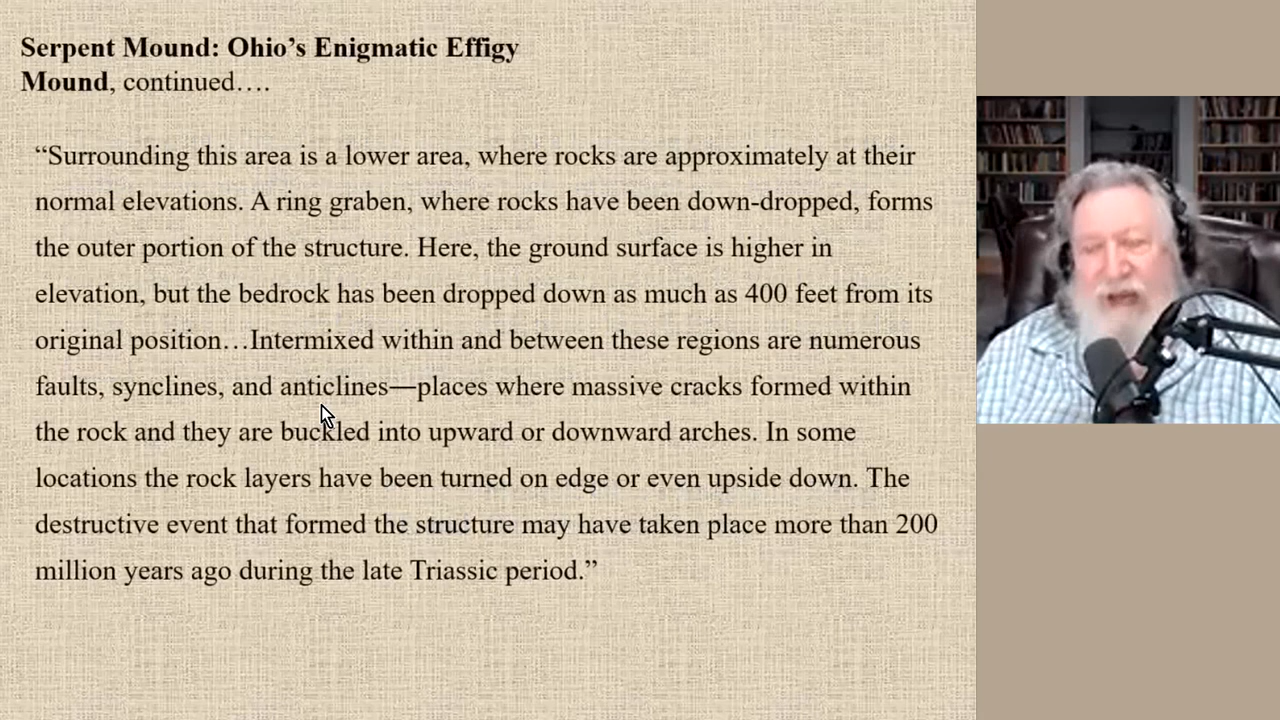 Serpent Mound: Ohio’s Enigmatic Effigy
Mound, continued….
“Surrounding this area is a lower area, where rocks are approximately at their
normal elevations. A ring graben, where rocks have been down-dropped, forms
the outer portion of the structure. Here, the ground surface is higher in
elevation, but the bedrock has been dropped down as much as 400 feet from its
original position…Intermixed within and between these regions are numerous
faults, synclines, and anticlines—places where massive cracks formed within
the rock and they are buckled into upward or downward arches. In some
locations the rock layers have been turned on edge or even upside down. The
destructive event that formed the structure may have taken place more than 200
million years ago during the late Triassic period.”